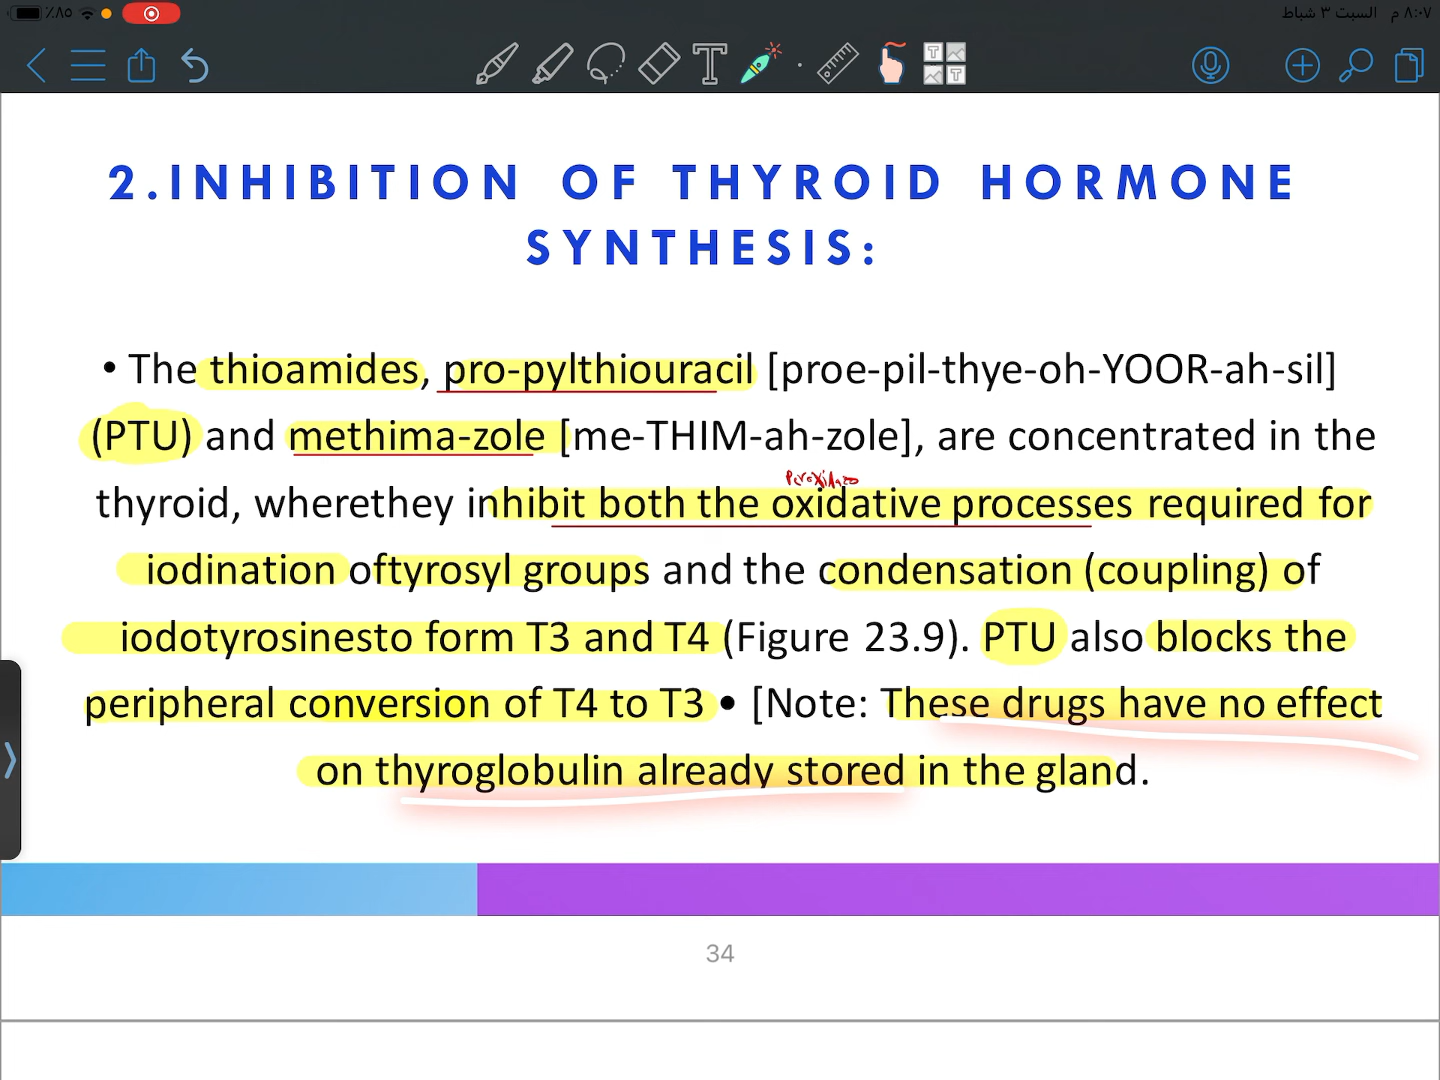 ٪٨٥
٨:٠٧ م السبت ٣ شباط
2.INHIBITION OF THYROID HORMONE
SYNTHESIS:
• The thioamides, pro-pylthiouracil [proe-pil-thye-oh-YOOR-ah-sil]
(PTU) and methima-zole [me-THIM-ah-zole], are concentrated in the
thyroid, wherethey inhibit both the oxidative processes required for
iodination oftyrosyl groups and the condensation (coupling) of
iodotyrosinesto form T3 and T4 (Figure 23.9). PTU also blocks the
peripheral conversion of T4 to T3 • [Note: These drugs have no effect
on thyroglobulin already stored in the gland.
34